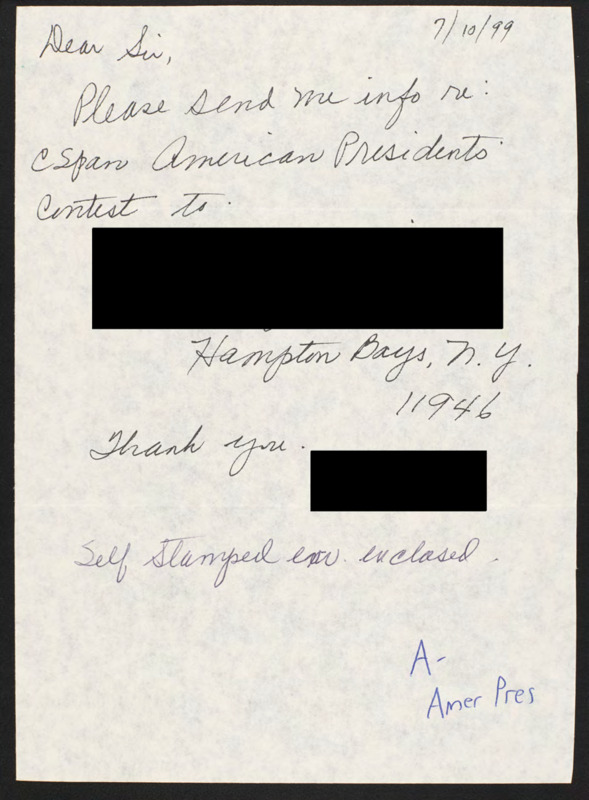 7/10/99
Dear Sir,
Please send me info re:
CSpan American Presidents
Contest to
Hampton Bays, N.Y.
11946
Thank you.
Self Stamped env. enclosed.
A-
Amer Pres